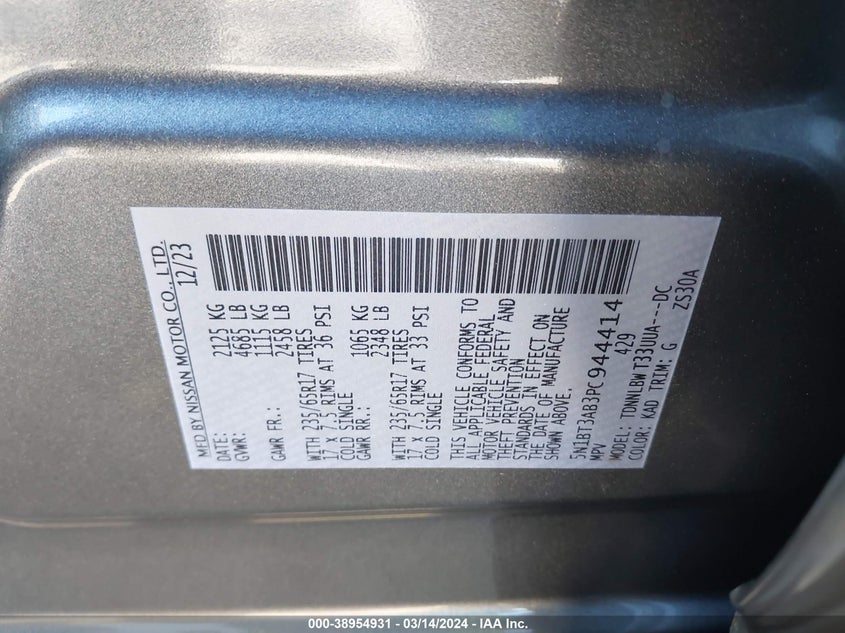 MFD BY NISSAN MOTOR CO., LTD.
DATE: 12/23
GVWR: 2125 KG
4685 LB
GAWR FR.: 1115 KG
2458 LB
WITH 235/65R17 TIRES
17 X 7.5 RIMS AT 36 PSI
COLD SINGLE
GAWR RR.: 1065 KG
2348 LB
WITH 235/65R17 TIRES
17 X 7.5 RIMS AT 33 PSI
COLD SINGLE
THIS VEHICLE CONFORMS TO
ALL APPLICABLE FEDERAL
MOTOR VEHICLE SAFETY AND
THEFT PREVENTION
STANDARDS IN EFFECT ON
THE DATE OF MANUFACTURE
SHOWN ABOVE.
5N1BT3AB3PC944414
MPV 429
MODEL: TDWNLBW T33UUA---DC
COLOR: KAD TRIM: G ZS30A
000-38954931 - 03/14/2024 - IAA Inc.